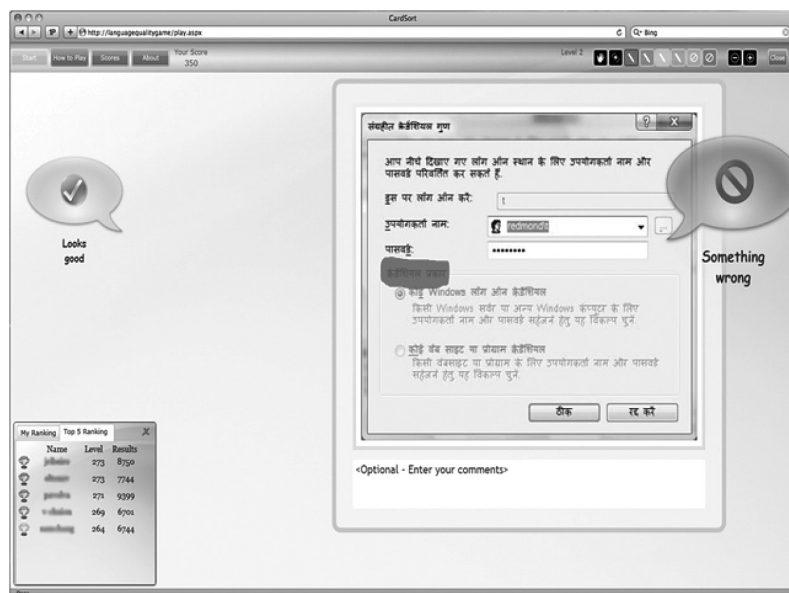 CardSort
http://languagequalitygame/play.aspx
Q- Bing
Start How to Play Scores About Your Score
350
Level 2
Close
संग्रहीत क्रेडेंशियल गुण
आप नीचे दिखाए गए लॉग ऑन स्थान के लिए उपयोगकर्ता नाम और
पासवर्ड परिवर्तित कर सकते हैं.
इस पर लॉग ऑन करें: t
उपयोगकर्ता नाम: redmond\t
पासवर्ड: ••••••••
क्रेडेंशियल प्रकार
कोई Windows लॉग ऑन क्रेडेंशियल
किसी Windows सर्वर या अन्य Windows कंप्यूटर के लिए
उपयोगकर्ता नाम और पासवर्ड सहेजने हेतु यह विकल्प चुनें.
कोई वेब साइट या प्रोग्राम क्रेडेंशियल
किसी वेबसाइट या प्रोग्राम के लिए उपयोगकर्ता नाम और पासवर्ड
सहेजने हेतु यह विकल्प चुनें.
ठीक रद्द करें
Looks
good
Something
wrong
<Optional - Enter your comments>
My Ranking Top 5 Ranking X
Name Level Results
273 8750
273 7744
271 9399
269 6701
264 6744